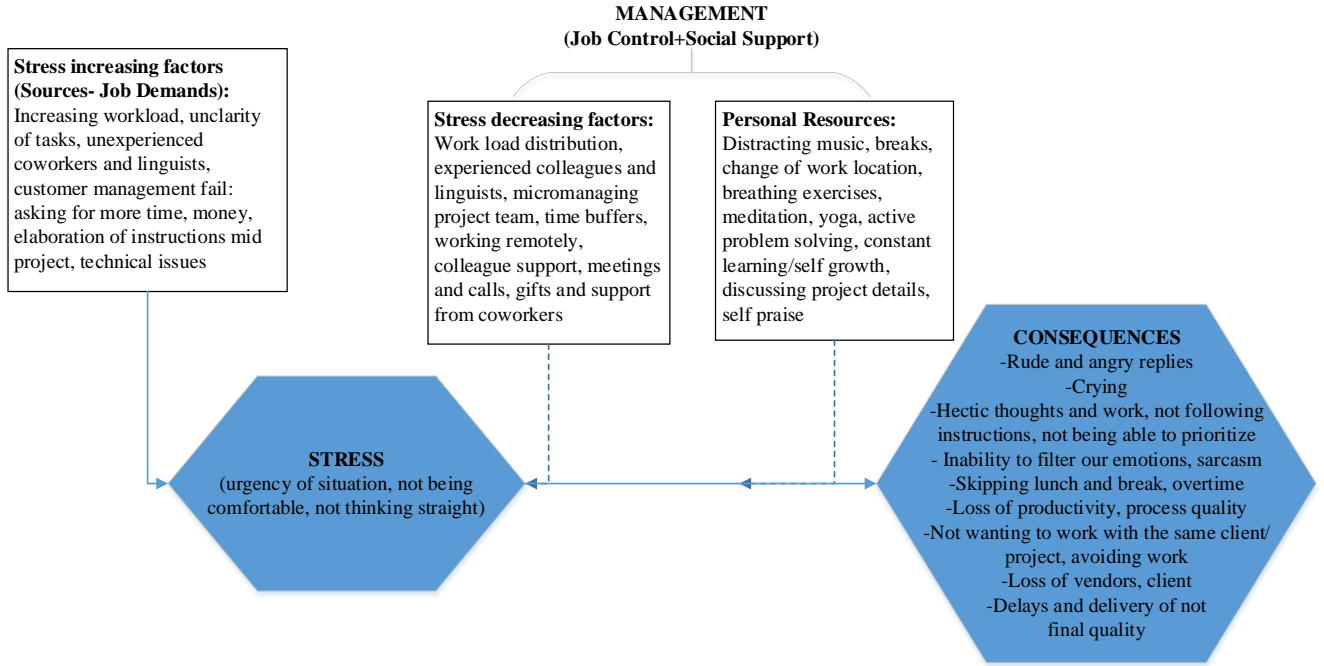 MANAGEMENT
(Job Control+Social Support)
Stress increasing factors
(Sources- Job Demands):
Increasing workload, unclarity
of tasks, unexperienced
coworkers and linguists,
customer management fail:
asking for more time, money,
elaboration of instructions mid
project, technical issues
Stress decreasing factors:
Work load distribution,
experienced colleagues and
linguists, micromanaging
project team, time buffers,
working remotely,
colleague support, meetings
and calls, gifts and support
from coworkers
Personal Resources:
Distracting music, breaks,
change of work location,
breathing exercises,
meditation, yoga, active
problem solving, constant
learning/self growth,
discussing project details,
self praise
STRESS
(urgency of situation, not being
comfortable, not thinking straight)
CONSEQUENCES
-Rude and angry replies
-Crying
-Hectic thoughts and work, not following
instructions, not being able to prioritize
- Inability to filter our emotions, sarcasm
-Skipping lunch and break, overtime
-Loss of productivity, process quality
-Not wanting to work with the same client/
project, avoiding work
-Loss of vendors, client
-Delays and delivery of not
final quality